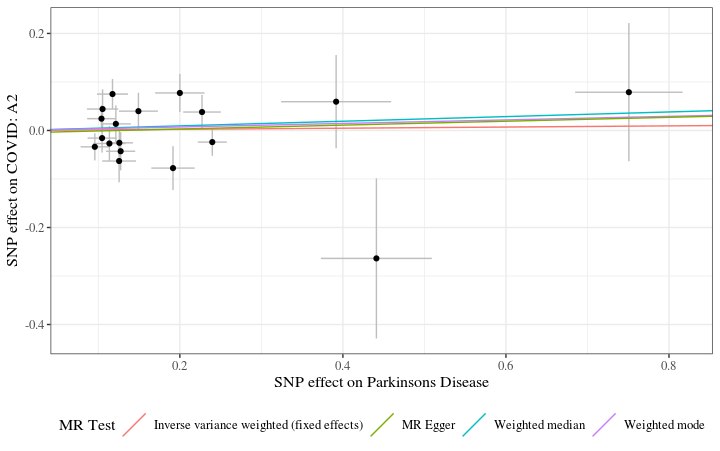 SNP effect on COVID: A2
0.2
0.0
-0.2
-0.4
0.2
0.4
0.6
0.8
SNP effect on Parkinsons Disease
MR Test
Inverse variance weighted (fixed effects)
MR Egger
Weighted median
Weighted mode